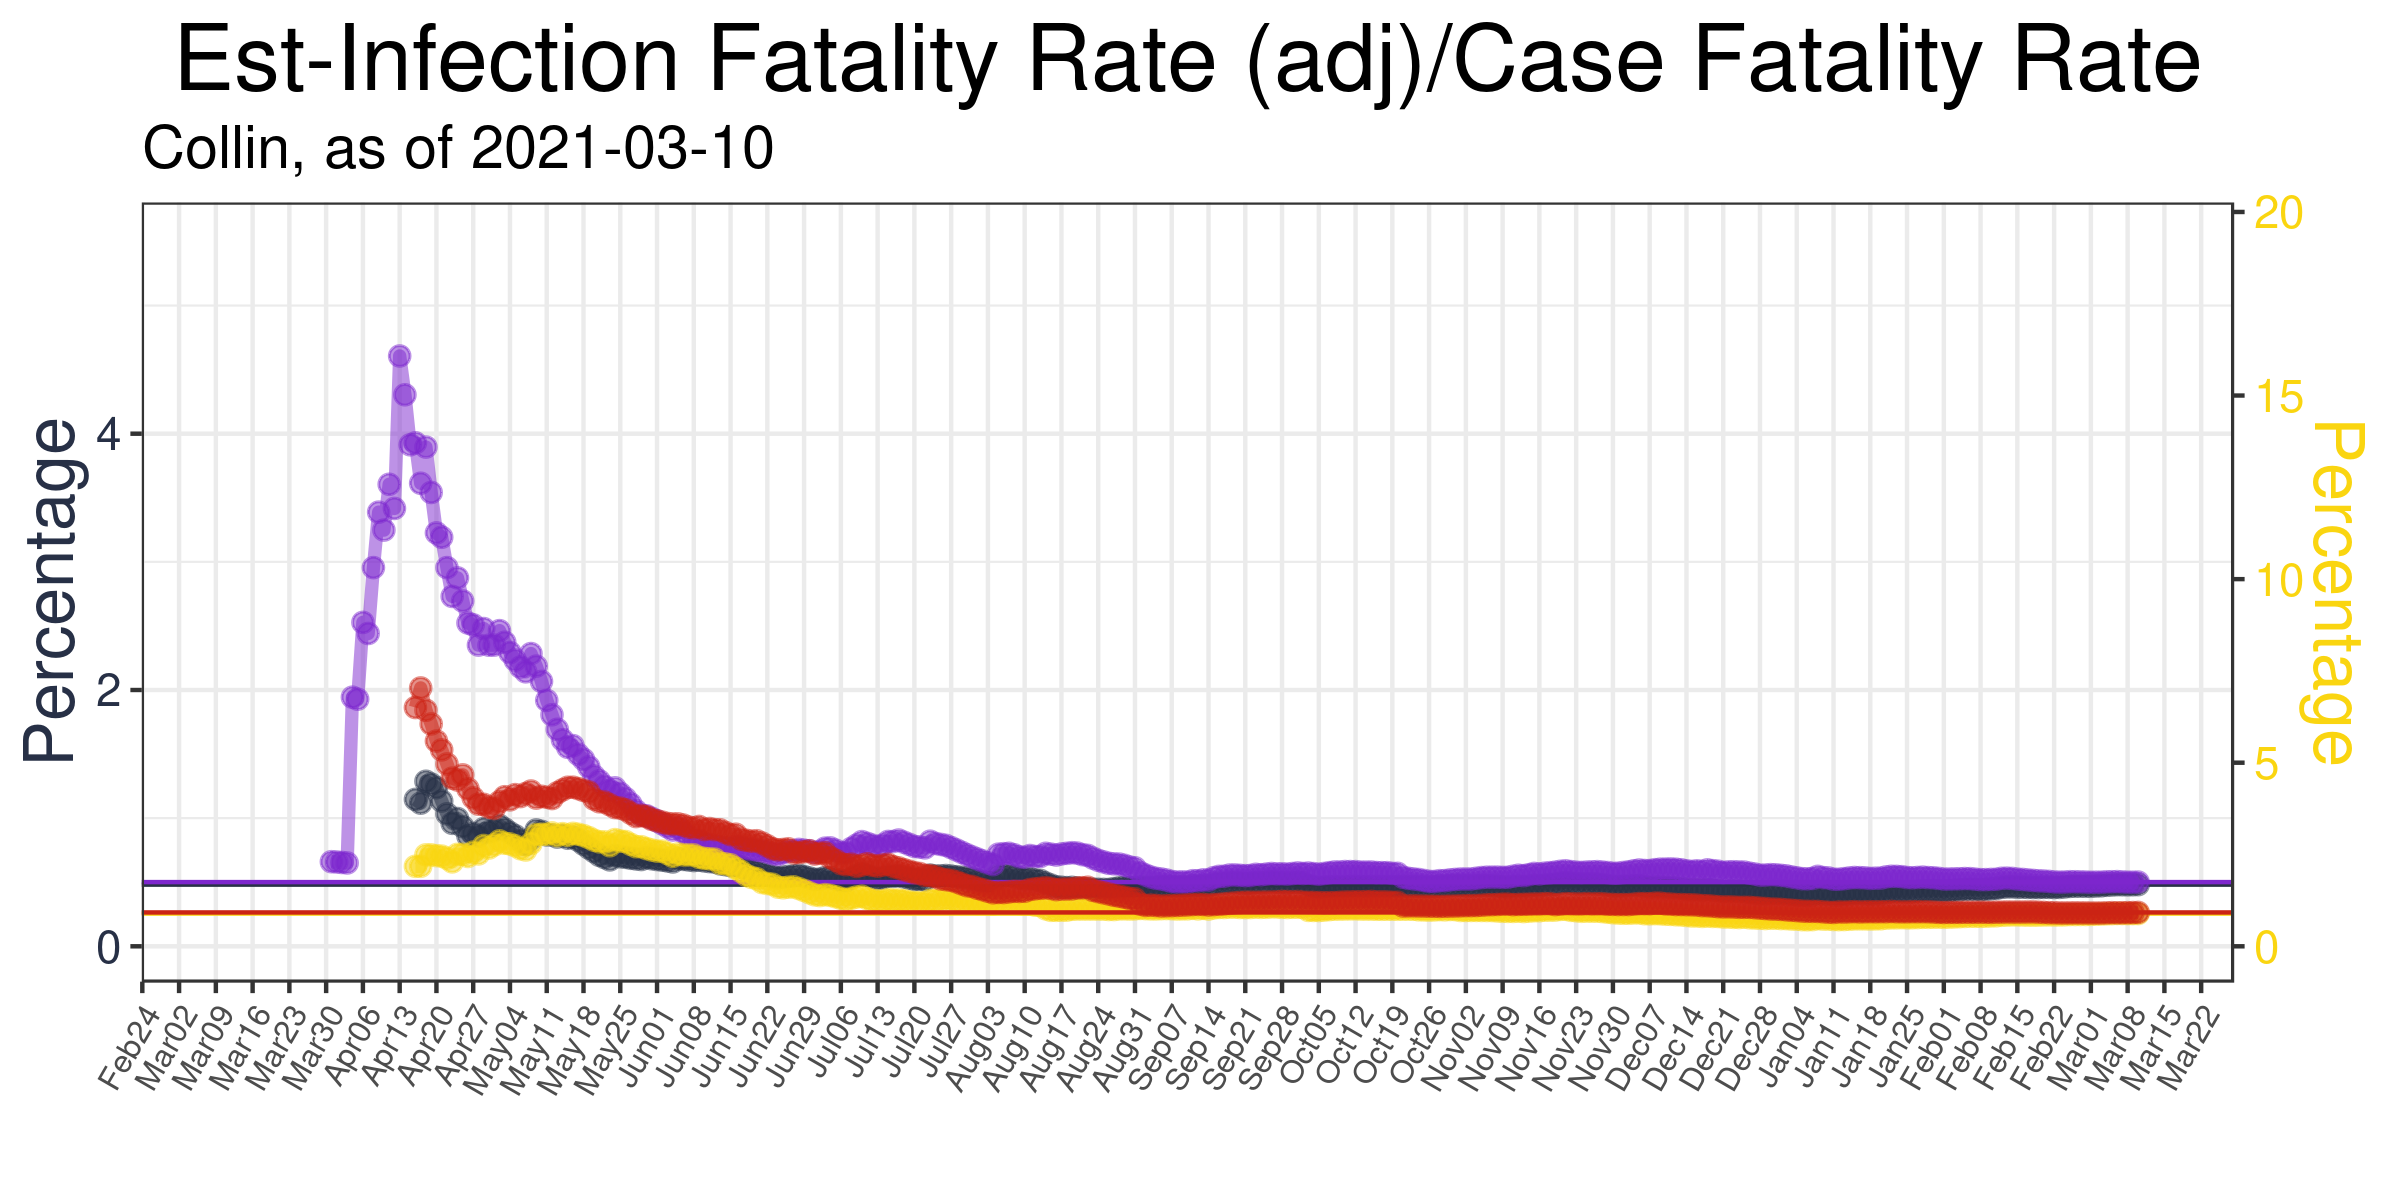 Est-Infection Fatality Rate (adj)/Case Fatality Rate
Collin, as of 2021-03-10
Percentage
4
2
0
20
15
10
5
0
Percentage
Feb24
Mar02
Mar09
Mar16
Mar23
Mar30
Apr06
Apr13
Apr20
Apr27
May04
May11
May18
May25
Jun01
Jun08
Jun15
Jun22
Jun29
Jul06
Jul13
Jul20
Jul27
Aug03
Aug10
Aug17
Aug24
Aug31
Sep07
Sep14
Sep21
Sep28
Oct05
Oct12
Oct19
Oct26
Nov02
Nov09
Nov16
Nov23
Nov30
Dec07
Dec14
Dec21
Dec28
Jan04
Jan11
Jan18
Jan25
Feb01
Feb08
Feb15
Feb22
Mar01
Mar08
Mar15
Mar22